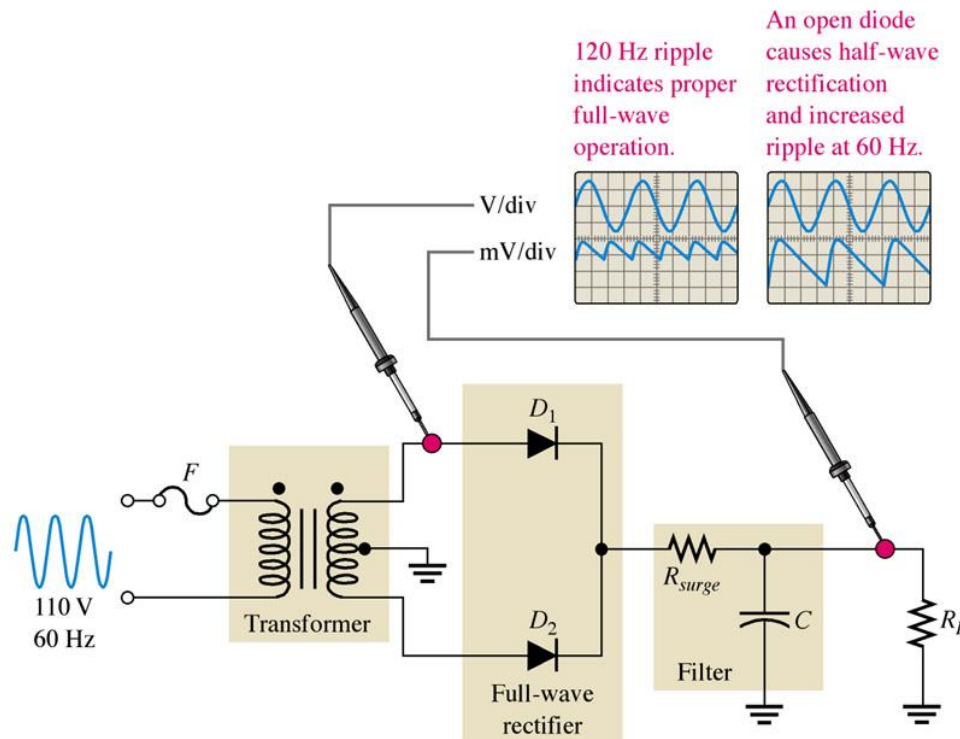 120 Hz ripple
indicates proper
full-wave
operation.
An open diode
causes half-wave
rectification
and increased
ripple at 60 Hz.
V/div
mV/div
D1
F
110 V
60 Hz
Transformer
D2
Full-wave
rectifier
Rsurge
C
Filter